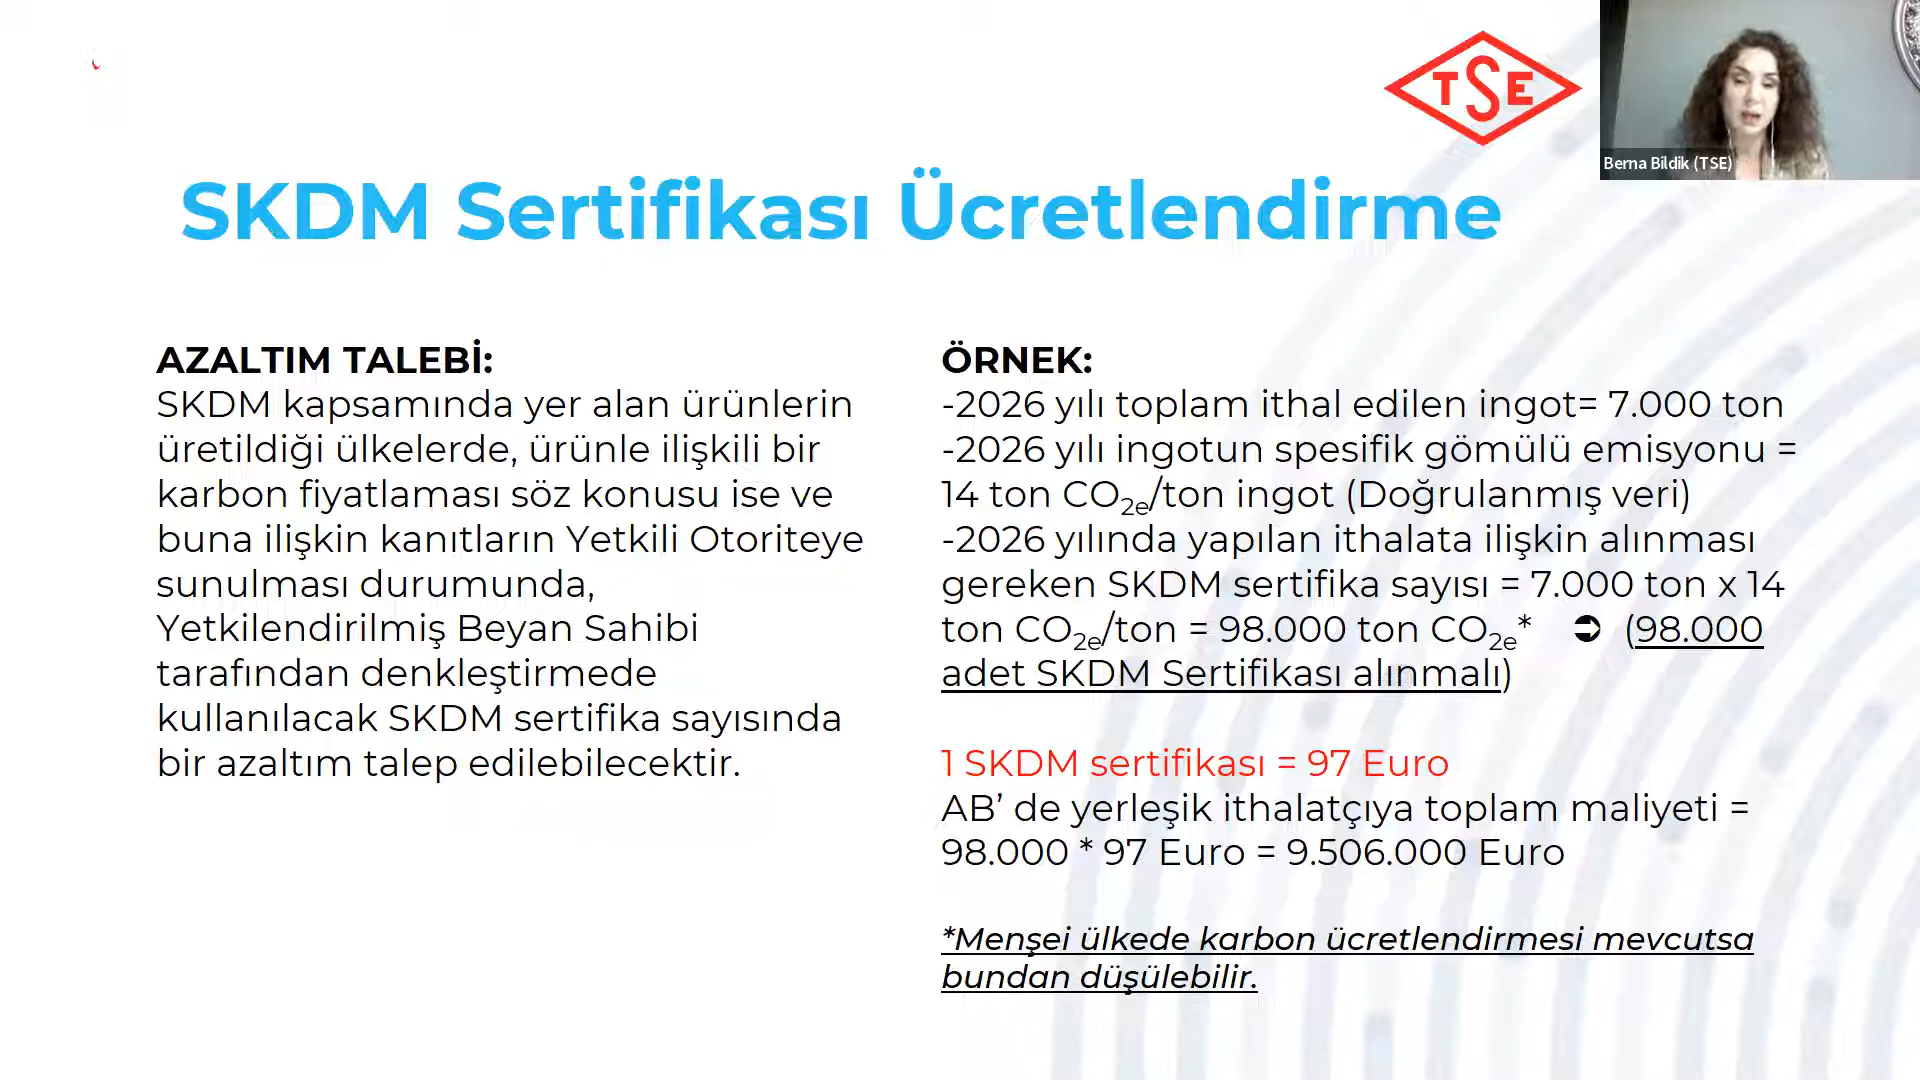 TSE
Berna Bildik (TSE)
SKDM Sertifikası Ücretlendirme
AZALTIM TALEBİ:
SKDM kapsamında yer alan ürünlerin
üretildiği ülkelerde, ürünle ilişkili bir
karbon fiyatlaması söz konusu ise ve
buna ilişkin kanıtların Yetkili Otoriteye
sunulması durumunda,
Yetkilendirilmiş Beyan Sahibi
tarafından denkleştirmede
kullanılacak SKDM sertifika sayısında
bir azaltım talep edilebilecektir.
ÖRNEK:
-2026 yılı toplam ithal edilen ingot= 7.000 ton
-2026 yılı ingotun spesifik gömülü emisyonu =
14 ton CO2e/ton ingot (Doğrulanmış veri)
-2026 yılında yapılan ithalata ilişkin alınması
gereken SKDM sertifika sayısı = 7.000 ton x 14
ton CO2e/ton = 98.000 ton CO2e* ➲ (98.000
adet SKDM Sertifikası alınmalı)
1 SKDM sertifikası = 97 Euro
AB’ de yerleşik ithalatçıya toplam maliyeti =
98.000 * 97 Euro = 9.506.000 Euro
*Menşei ülkede karbon ücretlendirmesi mevcutsa
bundan düşülebilir.